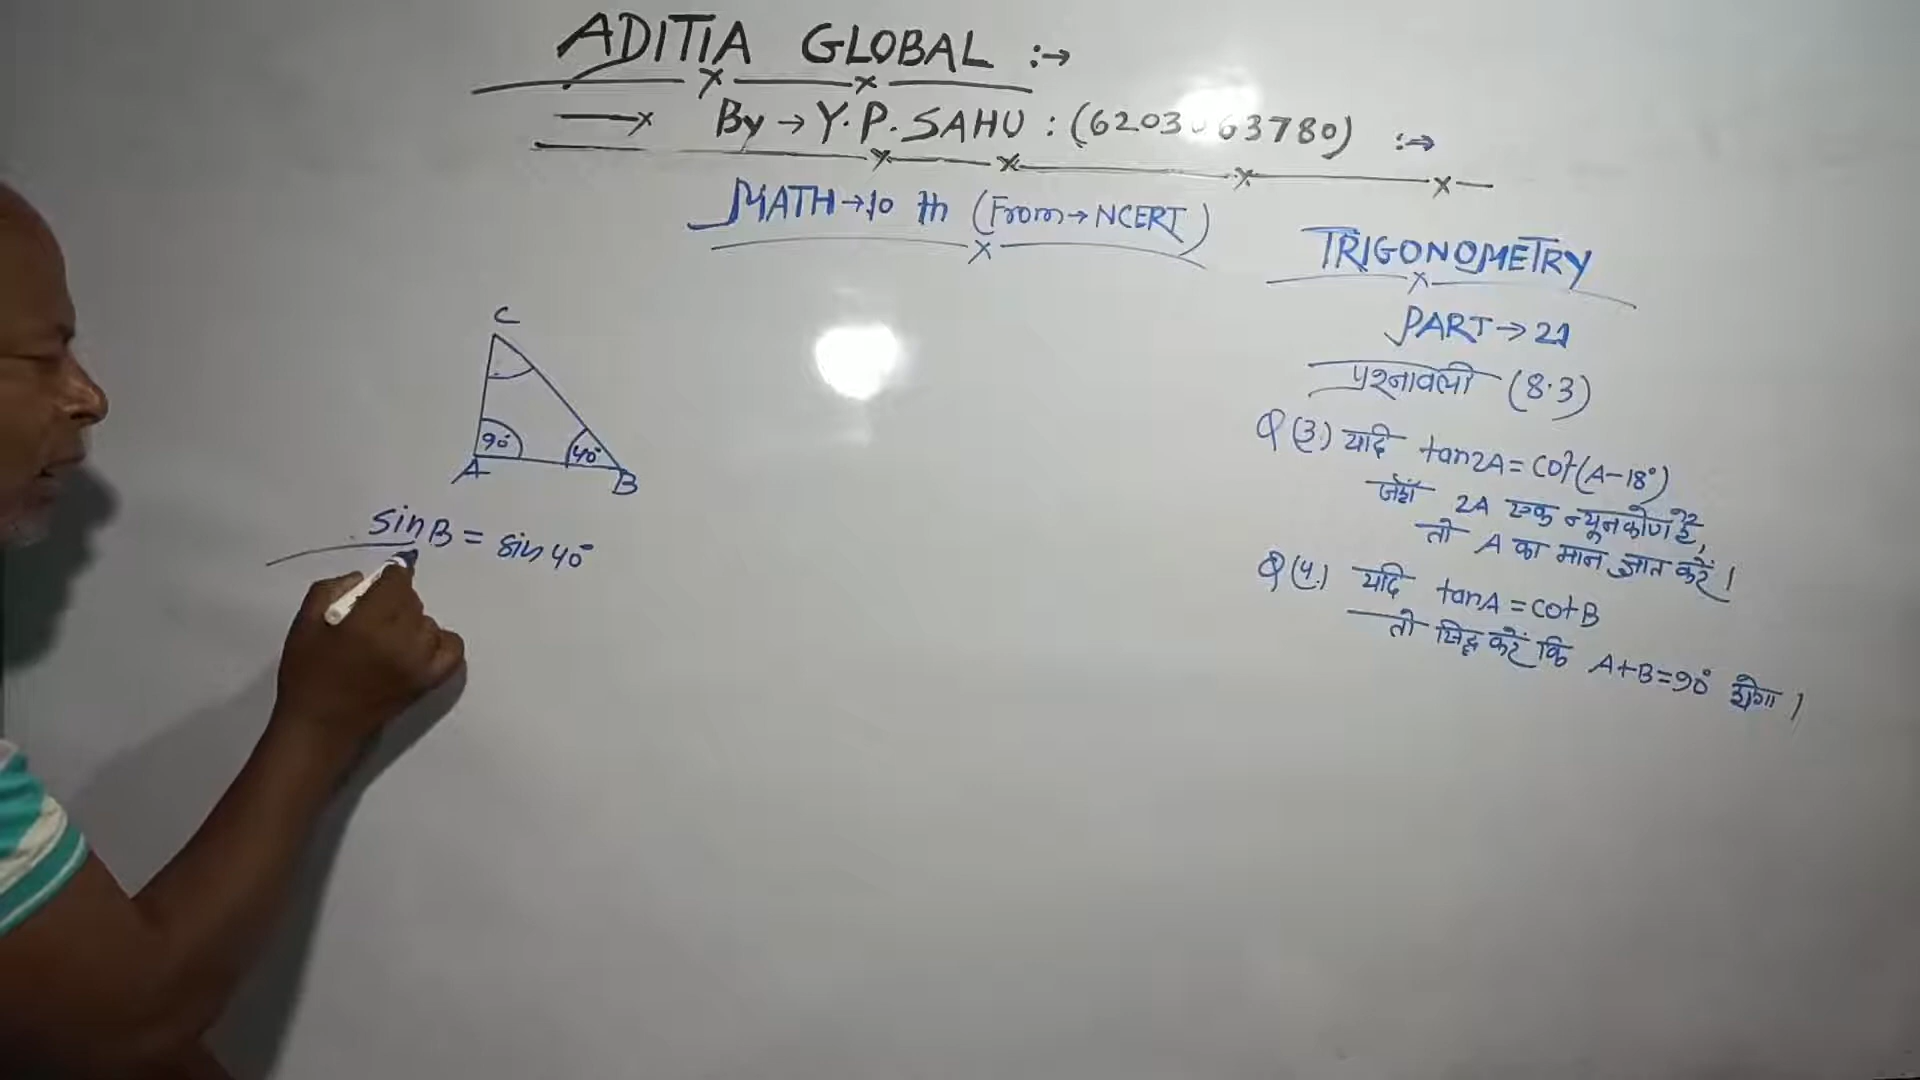 ADITIA GLOBAL :→
By → Y.P. SAHU :
MATH → 10 th (From → NCERT)
TRIGONOMETRY
PART → 21
प्रश्नावली (8.3)
Q (3.) यदि tan2A = Cot(A-18°)
जहाँ 2A एक न्यूनकोण है,
तो A का मान ज्ञात करें।
Q (4.) यदि tanA = cotB
तो सिद्ध करें कि A+B=90° होगा।
C
90°
40°
A
B
sinB = sin 40°